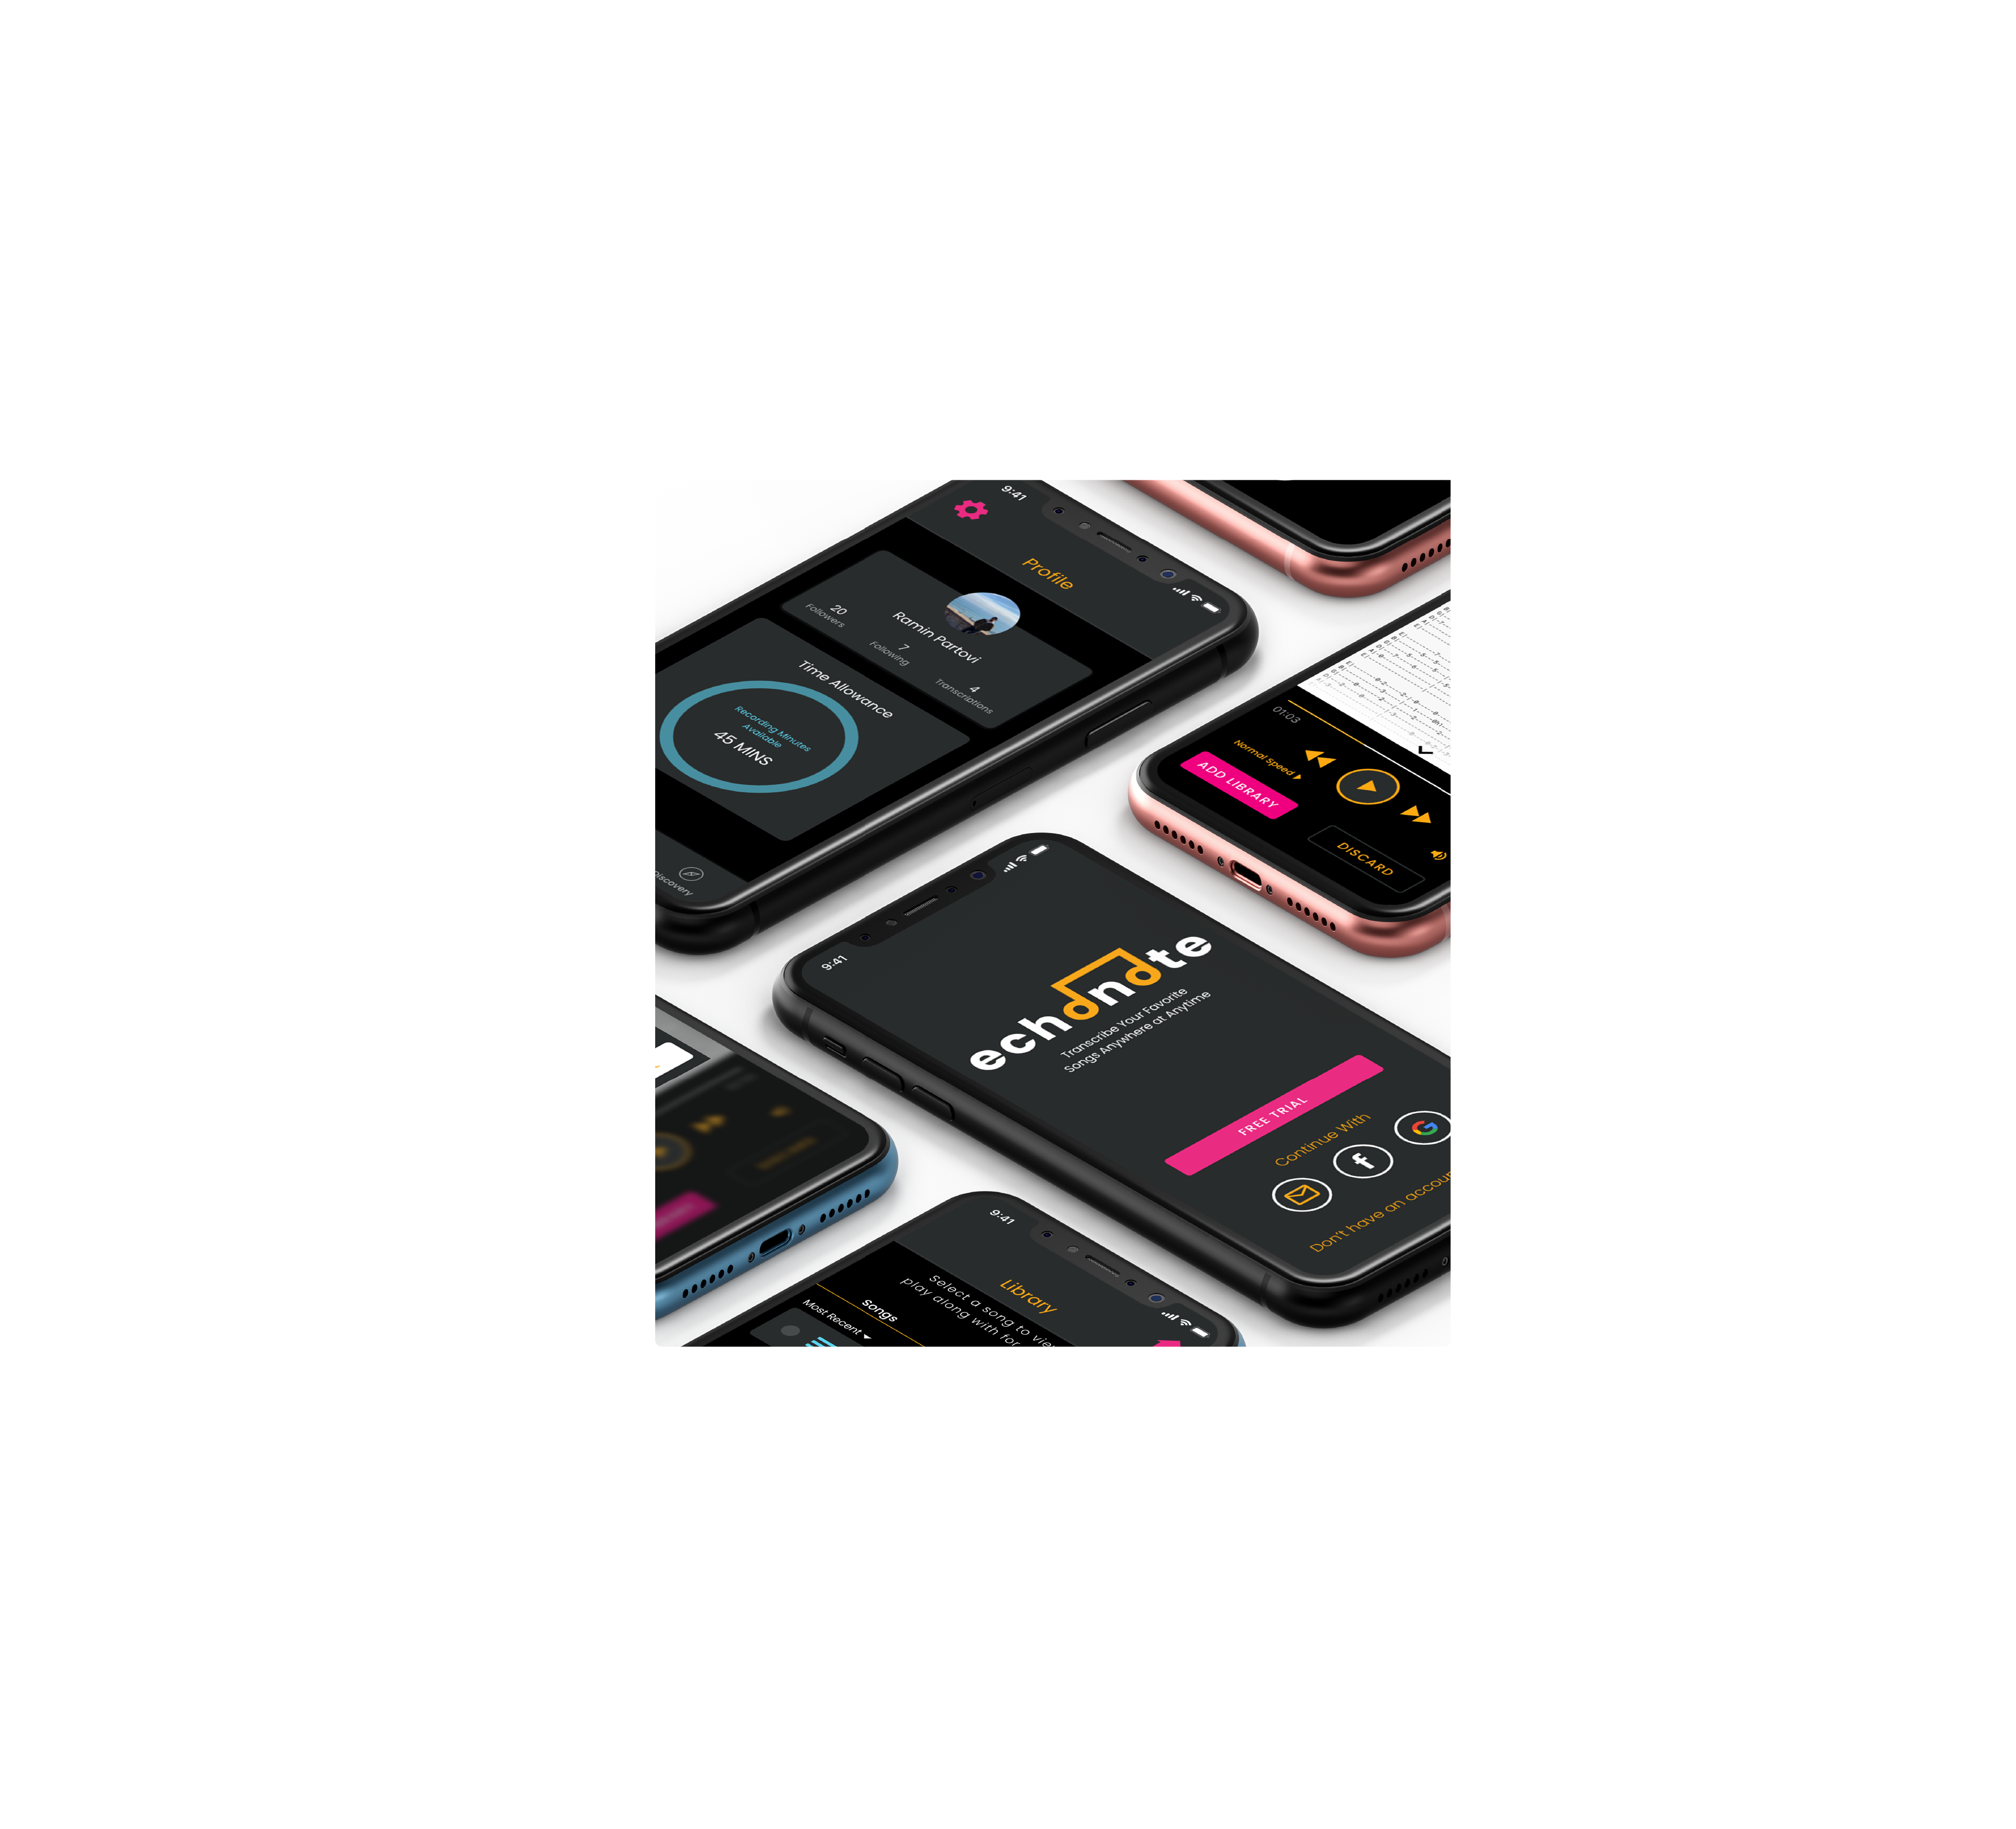 9:41
Profile
Ramin Partovi
20
Followers
7
Following
4
Transcriptions
Time Allowance
Recording Minutes
Available
45 MINS
Discovery
01:03
Normal speed
ADD LIBRARY
DISCARD
9:41
echonote
Transcribe Your Favorite
Songs Anywhere at Anytime
FREE TRIAL
Continue With
Don't have an accou
9:41
Library
Select a song to vie
play along with for
Songs
Most Recent